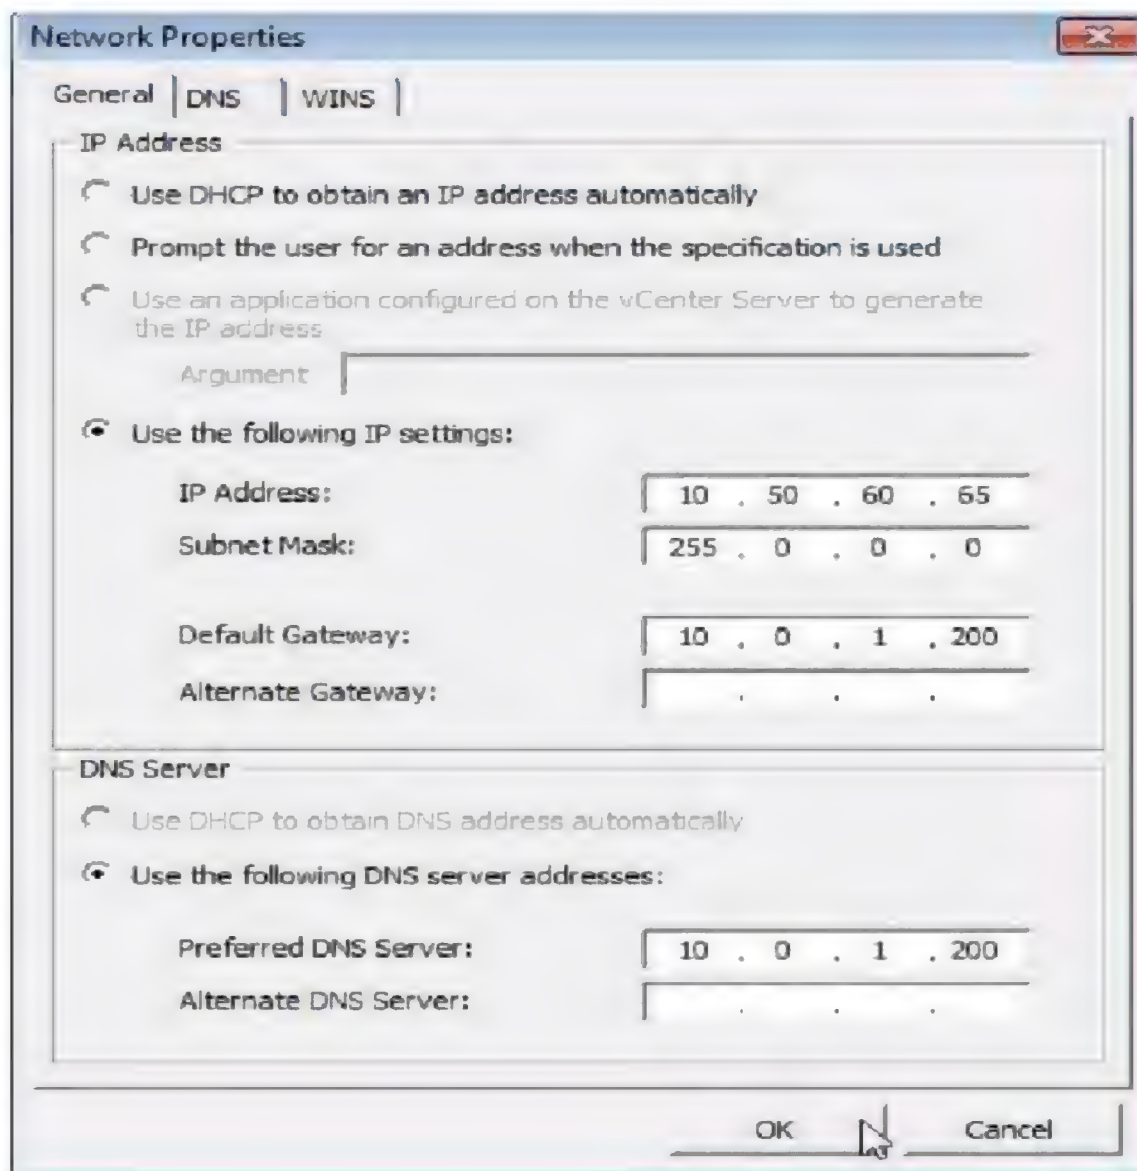 Network Properties
General DNS WINS
IP Address
Use DHCP to obtain an IP address automatically
Prompt the user for an address when the specification is used
Use an application configured on the vCenter Server to generate
the IP address
Argument
Use the following IP settings:
IP Address: 10 . 50 . 60 . 65
Subnet Mask: 255 . 0 . 0 . 0
Default Gateway: 10 . 0 . 1 . 200
Alternate Gateway: . . .
DNS Server
Use DHCP to obtain DNS address automatically
Use the following DNS server addresses:
Preferred DNS Server: 10 . 0 . 1 . 200
Alternate DNS Server: . . .
OK Cancel